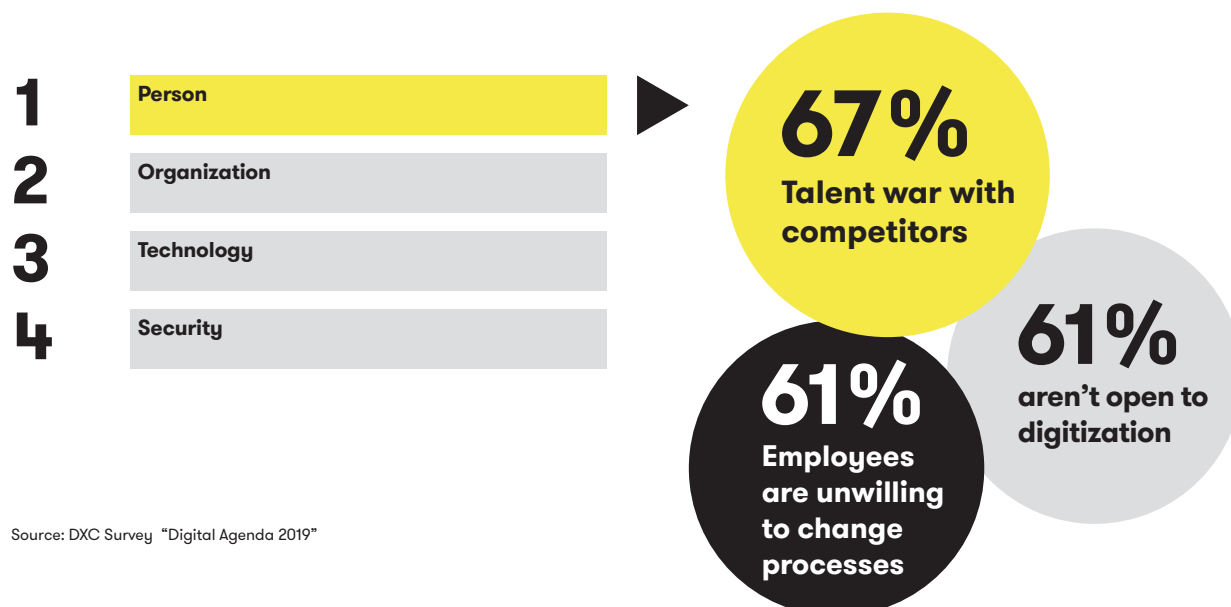 1
Person
2
Organization
3
Technology
4
Security
67%
Talent war with
competitors
61%
aren’t open to
digitization
61%
Employees
are unwilling
to change
processes
Source: DXC Survey “Digital Agenda 2019”